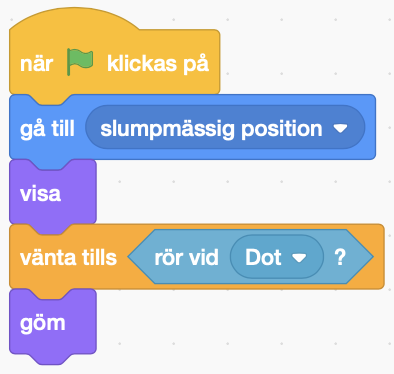 när klickas på
gå till slumpmässig position
visa
vänta tills rör vid Dot ?
göm